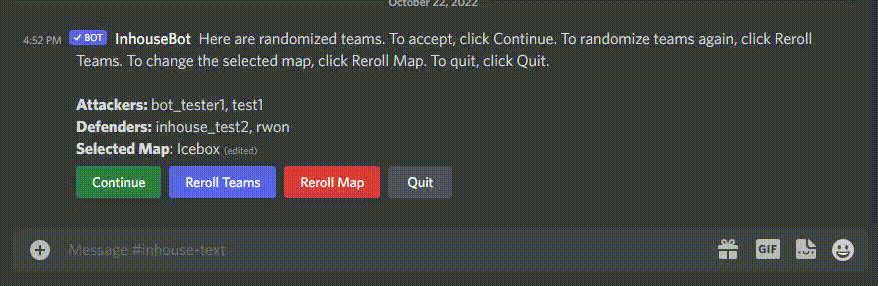 October 22, 2022
4:52 PM ✓ BOT InhouseBot Here are randomized teams. To accept, click Continue. To randomize teams again, click Reroll
Teams. To change the selected map, click Reroll Map. To quit, click Quit.
Attackers: bot_tester1, test1
Defenders: inhouse_test2, rwon
Selected Map: Icebox (edited)
Continue Reroll Teams Reroll Map Quit
Message #inhouse-text GIF